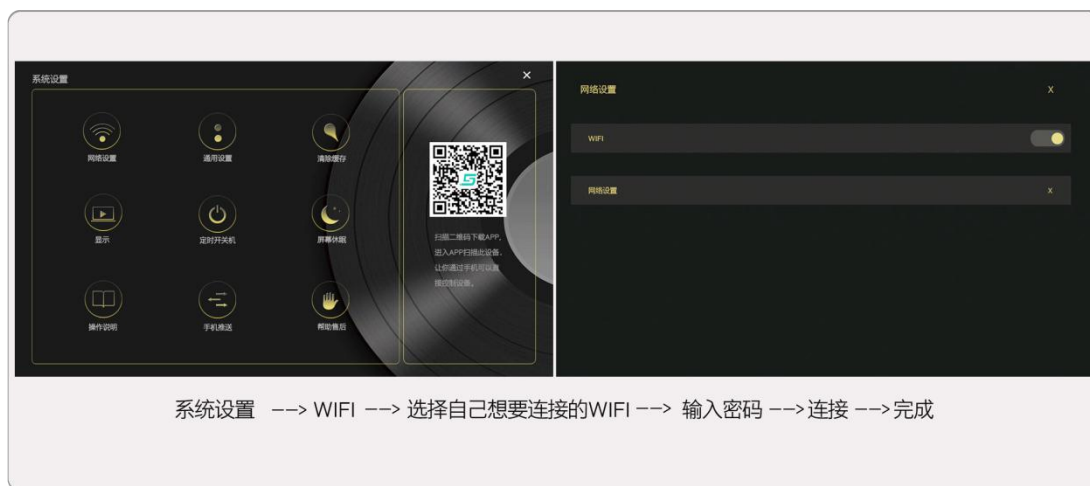 系统设置
×
网络设置
通用设置
清除缓存
显示
定时开关机
屏幕休眠
操作说明
手机推送
帮助售后
扫描二维码下载APP，
进入APP扫描此设备，
让你通过手机可以直
接控制设备。
网络设置 X
WIFI
网络设置 X
系统设置 --> WIFI --> 选择自己想要连接的WIFI --> 输入密码 --> 连接 --> 完成